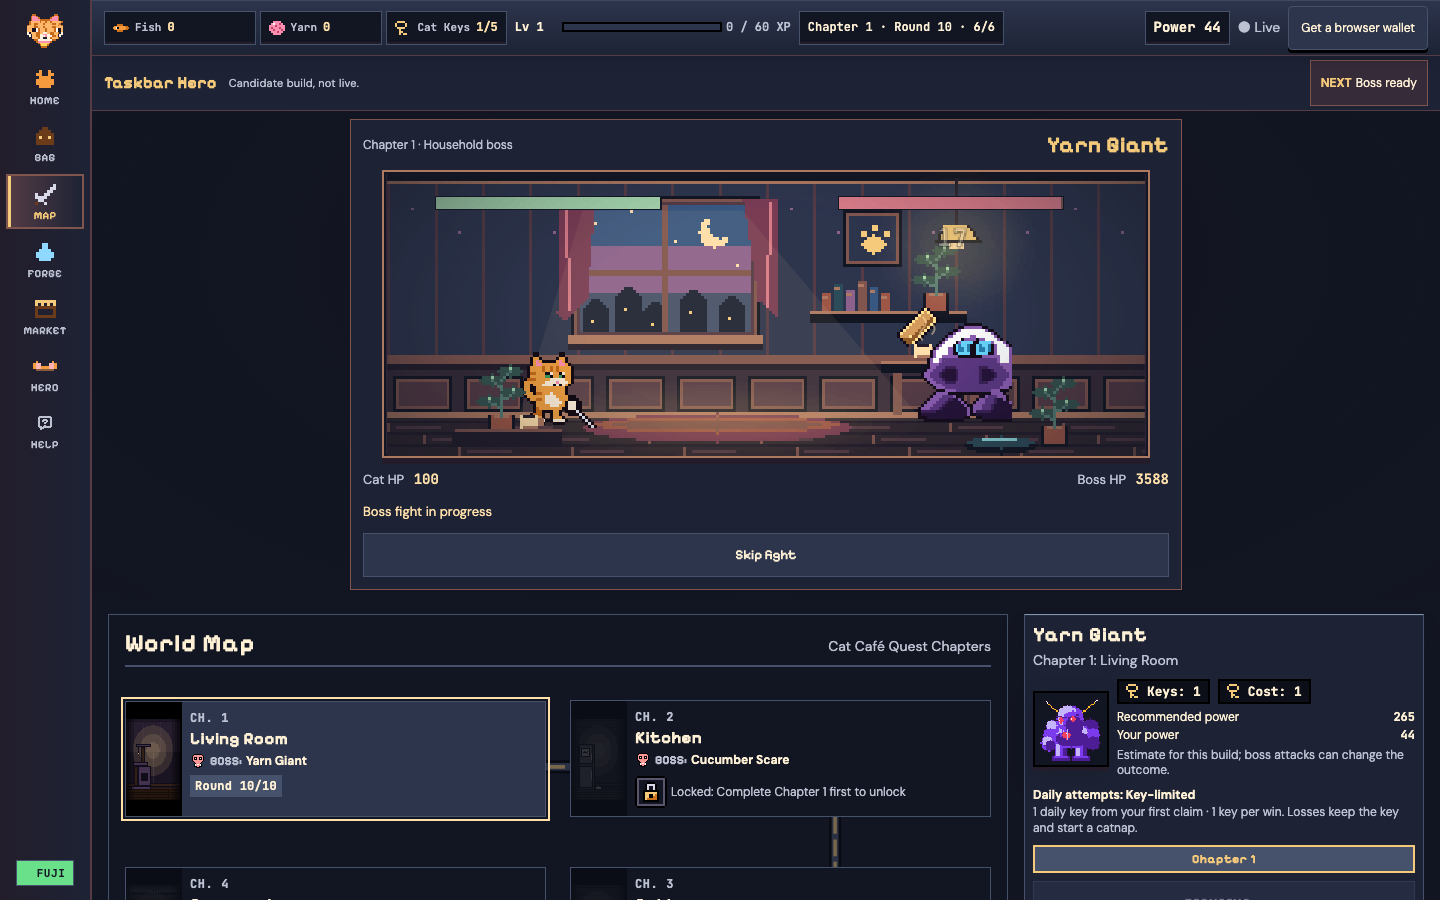 Fish 0
Yarn 0
Cat Keys 1/5
Lv 1
0 / 60 XP
Chapter 1 · Round 10 · 6/6
Power 44
Live
Get a browser wallet
HOME
BAG
MAP
FORGE
MARKET
HERO
HELP
FUJI
Taskbar Hero
Candidate build, not live.
NEXT Boss ready
Chapter 1 · Household boss
Yarn Giant
17
Cat HP 100
Boss HP 3588
Boss fight in progress
Skip fight
World Map
Cat Café Quest Chapters
CH. 1
Living Room
BOSS: Yarn Giant
Round 10/10
CH. 2
Kitchen
BOSS: Cucumber Scare
Locked: Complete Chapter 1 first to unlock
CH. 4
CH. 3
Yarn Giant
Chapter 1: Living Room
Keys: 1
Cost: 1
Recommended power 265
Your power 44
Estimate for this build; boss attacks can change the
outcome.
Daily attempts: Key-limited
1 daily key from your first claim · 1 key per win. Losses keep the key
and start a catnap.
Chapter 1